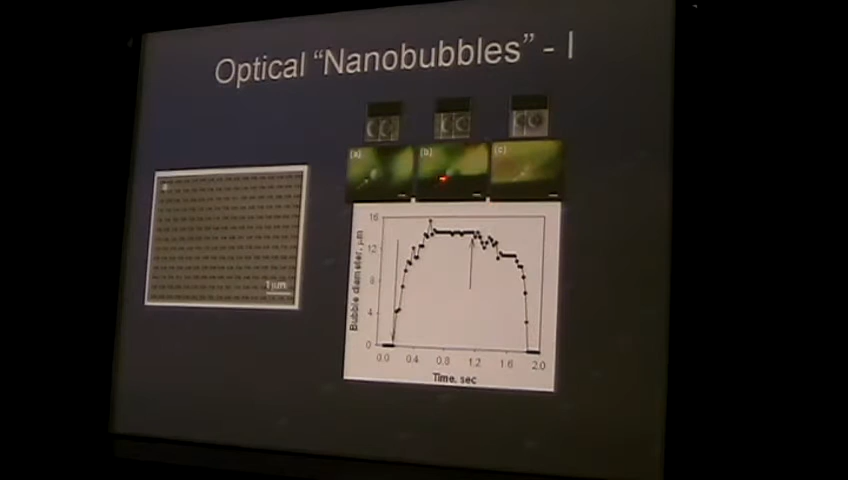 Optical “Nanobubbles” - I
(a)
(b)
(c)
1µm
Bubble diameter, µm
16
12
8
4
0
0.0 0.4 0.8 1.2 1.6 2.0
Time, sec